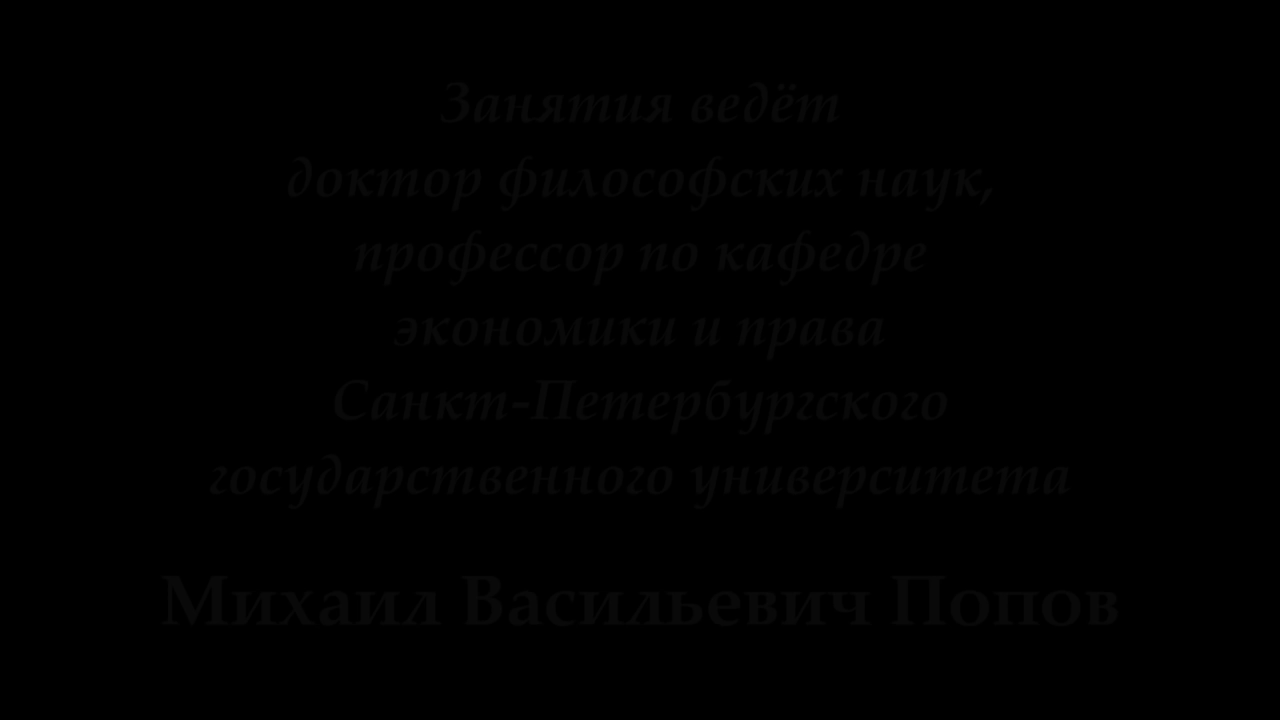 Занятия ведёт
доктор философских наук,
профессор по кафедре
экономики и права
Санкт-Петербургского
государственного университета
Михаил Васильевич Попов